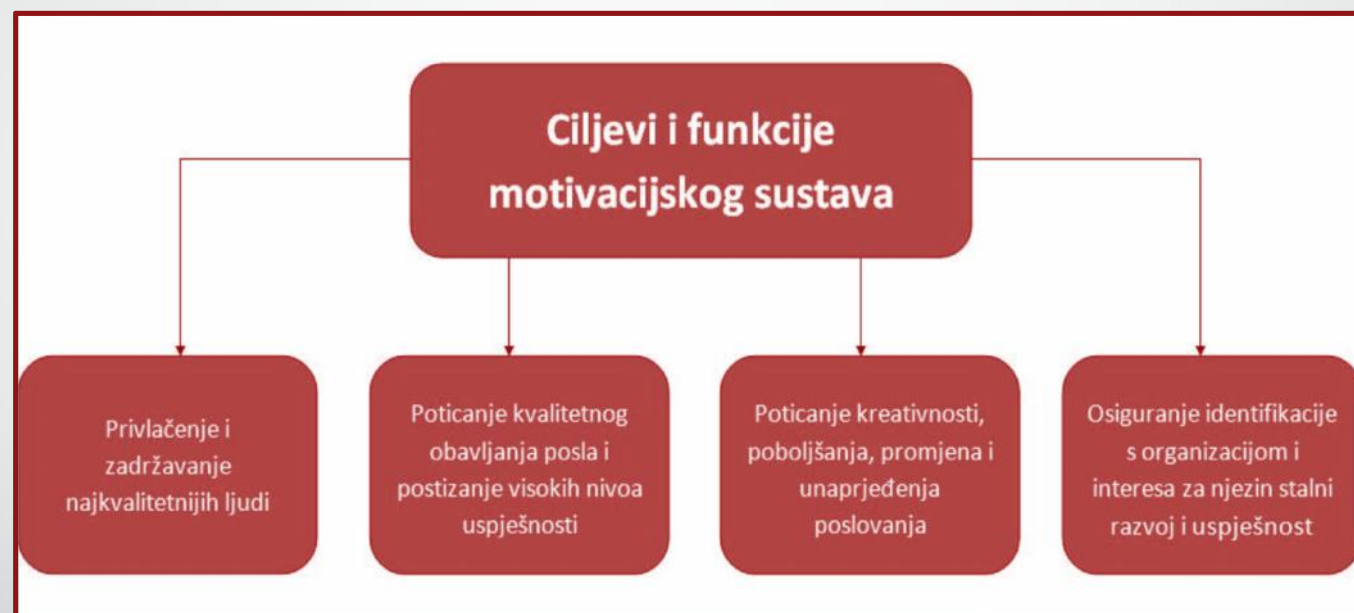 Ciljevi i funkcije
motivacijskog sustava
Privlačenje i
zadržavanje
najkvalitetnijih ljudi
Poticanje kvalitetnog
obavljanja posla i
postizanje visokih nivoa
uspješnosti
Poticanje kreativnosti,
poboljšanja, promjena i
unaprjeđenja
poslovanja
Osiguranje identifikacije
s organizacijom i
interesa za njezin stalni
razvoj i uspješnost